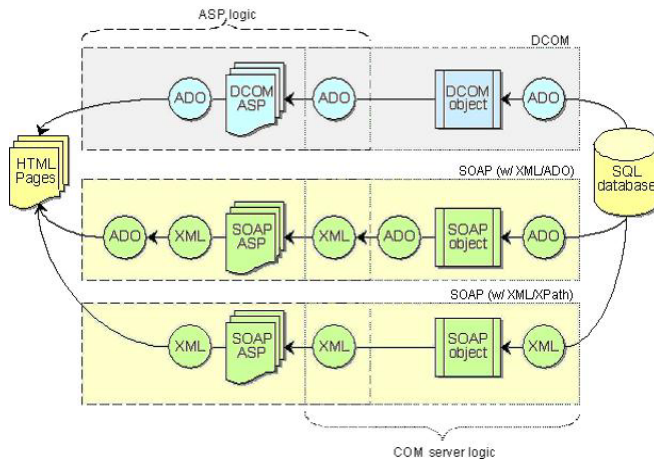 ASP logic
DCOM
ADO
DCOM
ASP
ADO
DCOM
object
ADO
HTML
Pages
SQL
database
SOAP (w/ XML/ADO)
ADO
XML
SOAP
ASP
XML
ADO
SOAP
object
ADO
SOAP (w/ XML/XPath)
XML
SOAP
ASP
XML
SOAP
object
XML
COM server logic